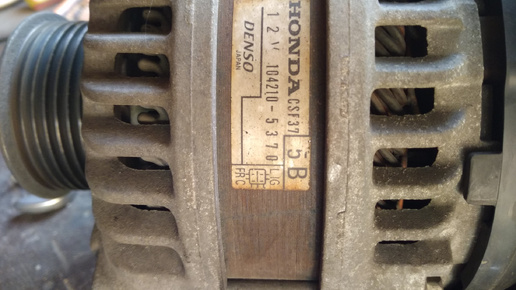 HONDA CSF37
12V 104210-5370
DENSO
JAPAN
5B
LIG
FRC